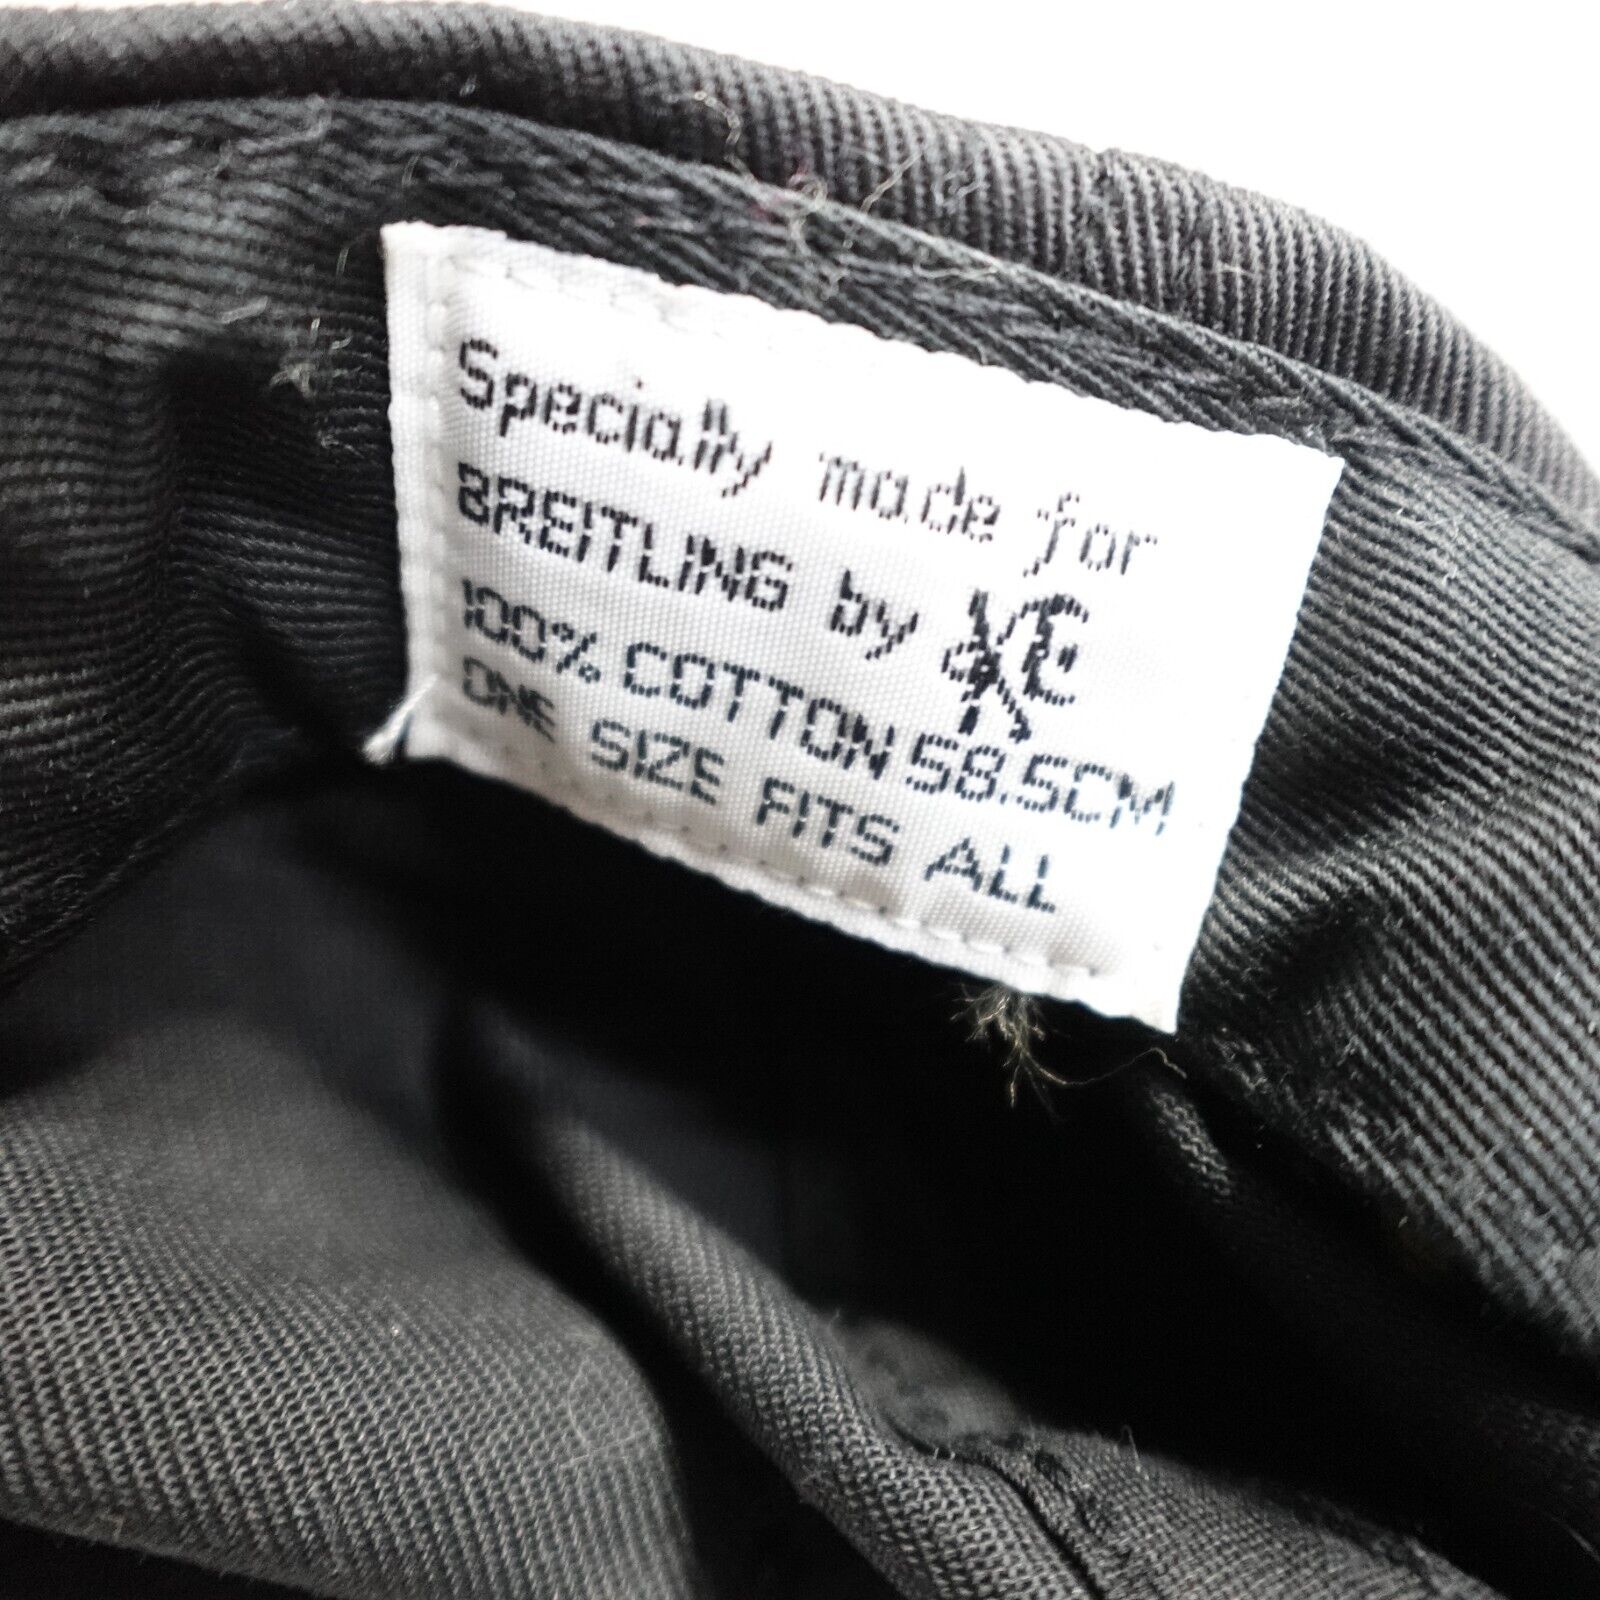 Specially made for
BREITLING by
100% COTTON 58.5CM
ONE SIZE FITS ALL